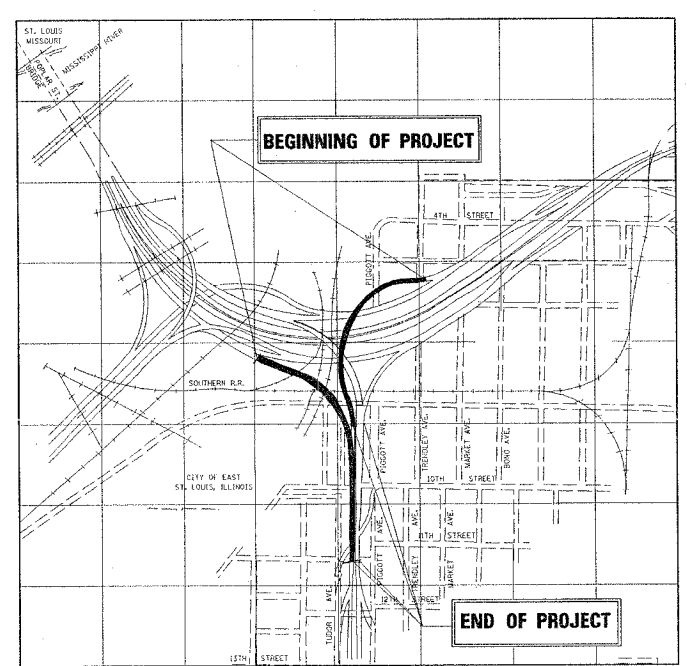 ST. LOUIS
MISSOURI
MISSISSIPPI RIVER
POPLAR ST.
BRIDGE
BEGINNING OF PROJECT
4TH STREET
PIGGOTT AVE.
SOUTHERN R.R.
PIGGOTT AVE.
TRENDLEY AVE.
MARKET AVE.
BOND AVE.
10TH STREET
CITY OF EAST
ST. LOUIS, ILLINOIS
11TH STREET
PIGGOTT AVE.
TRENDLEY AVE.
MARKET AVE.
12TH STREET
TUDOR AVE.
END OF PROJECT
13TH STREET